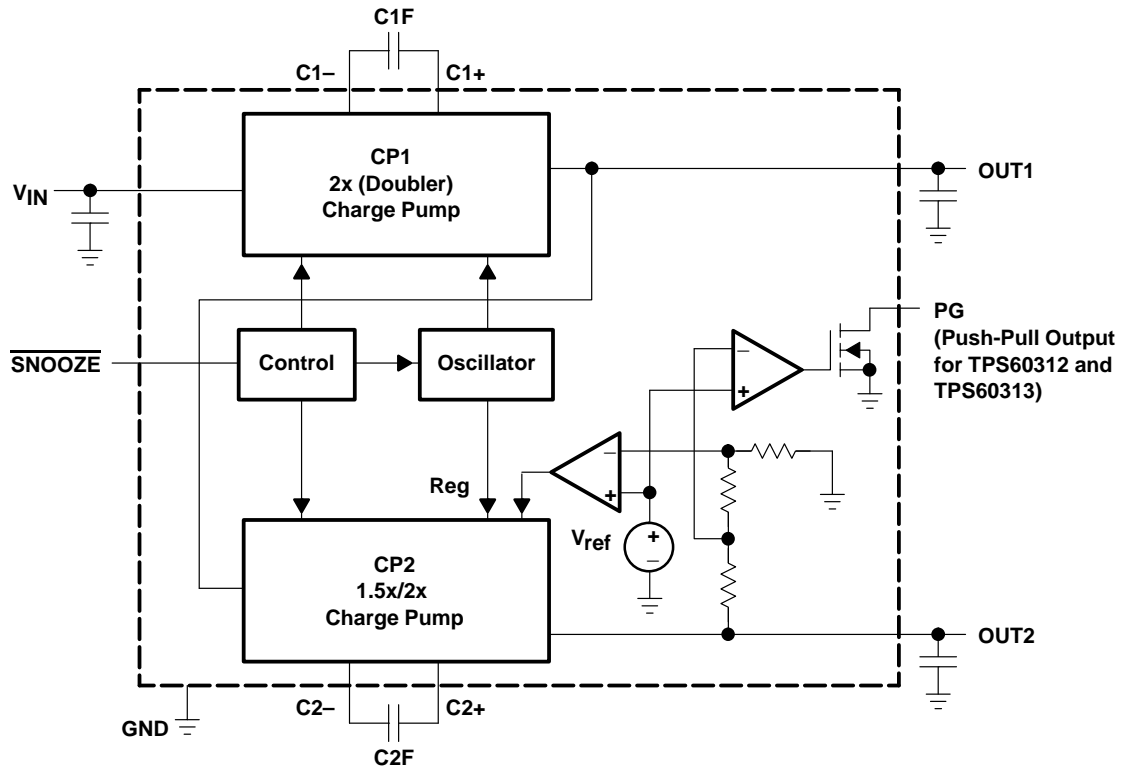 C1F
C1– C1+
CP1
2x (Doubler)
Charge Pump
OUT1
VIN
PG
(Push-Pull Output
for TPS60312 and
TPS60313)
SNOOZE
Control
Oscillator
–
+
–
+
Reg
Vref
+
–
CP2
1.5x/2x
Charge Pump
OUT2
C2– C2+
GND
C2F